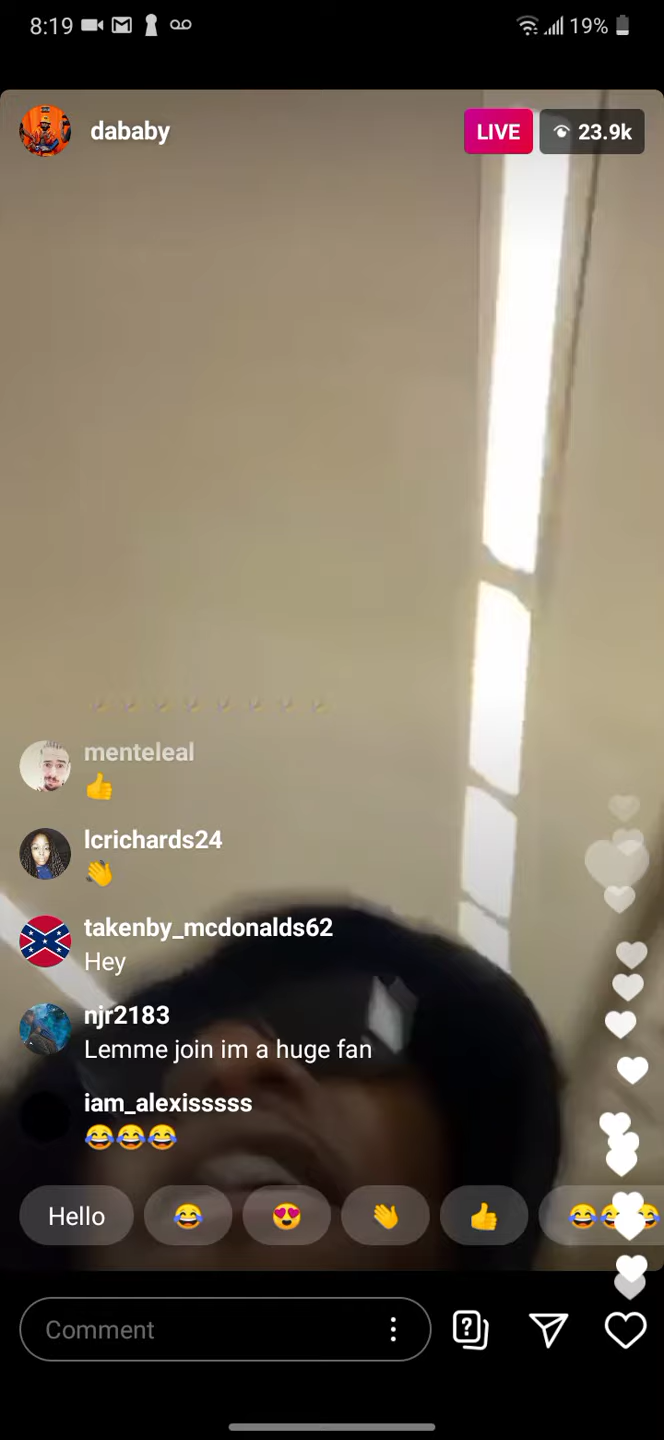 8:19
19%
dababy
LIVE
23.9k
menteleal
👍
lcrichards24
👋
takenby_mcdonalds62
Hey
njr2183
Lemme join im a huge fan
iam_alexisssss
😂😂😂
Hello 😂 😍 👋 👍 😂😂😂
Comment